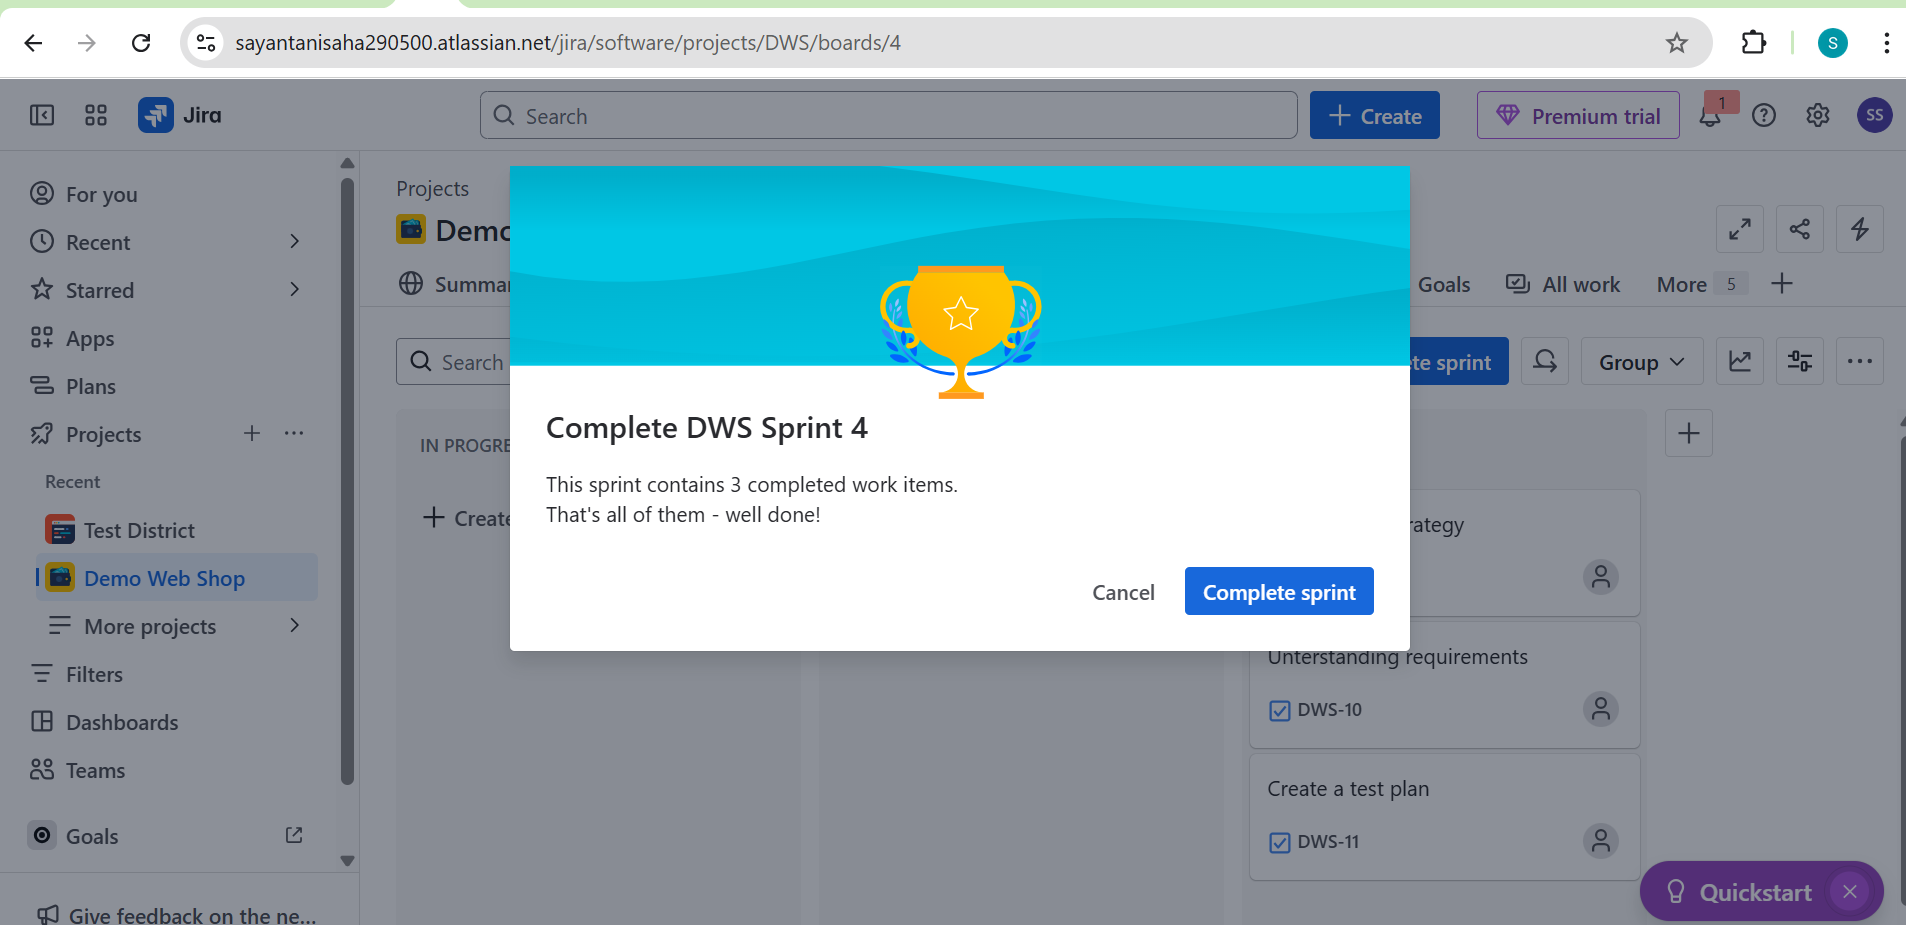 sayantanisaha290500.atlassian.net/jira/software/projects/DWS/boards/4
S
Jira
Search
Create
Premium trial
1
SS
For you
Recent
Starred
Apps
Plans
Projects
Recent
Test District
Demo Web Shop
More projects
Filters
Dashboards
Teams
Goals
Give feedback on the ne...
Projects
Demo
Summar
Goals
All work
More 5
Search
te sprint
Group
IN PROGRE
Create
Complete DWS Sprint 4
This sprint contains 3 completed work items.
That's all of them - well done!
Cancel
Complete sprint
rategy
Unterstanding requirements
DWS-10
Create a test plan
DWS-11
Quickstart